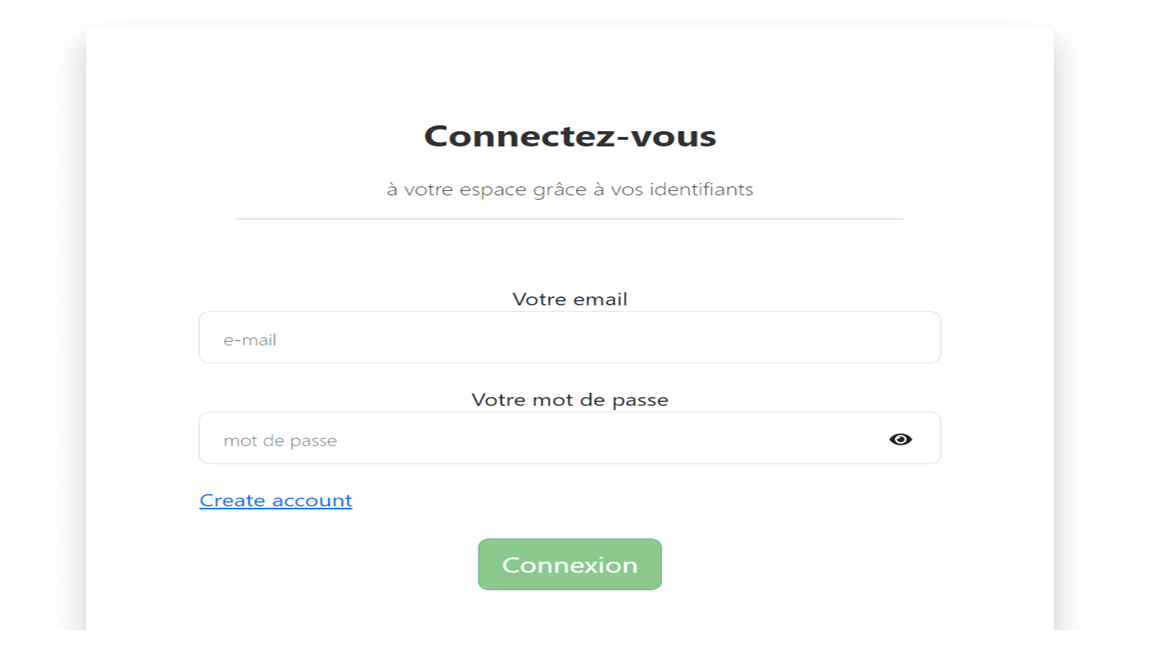 Connectez-vous
à votre espace grâce à vos identifiants
Votre email
e-mail
Votre mot de passe
mot de passe
Create account
Connexion